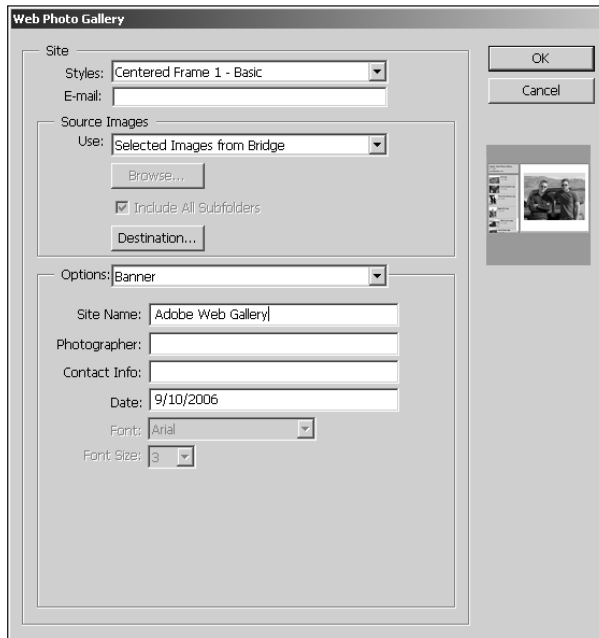 Web Photo Gallery
Site
Styles: Centered Frame 1 - Basic
E-mail:
Source Images
Use: Selected Images from Bridge
Browse...
Include All Subfolders
Destination...
Options: Banner
Site Name: Adobe Web Gallery
Photographer:
Contact Info:
Date: 9/10/2006
Font: Arial
Font Size: 3
OK
Cancel